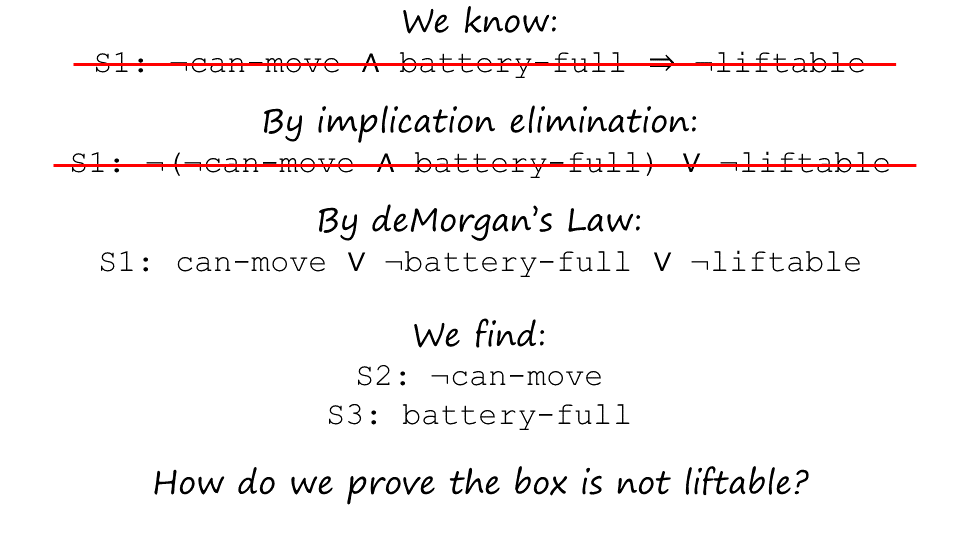 We know:
S1: ¬can-move ∧ battery-full ⇒ ¬liftable
By implication elimination:
S1: ¬(¬can-move ∧ battery-full) ∨ ¬liftable
By deMorgan’s Law:
S1: can-move ∨ ¬battery-full ∨ ¬liftable
We find:
S2: ¬can-move
S3: battery-full
How do we prove the box is not liftable?